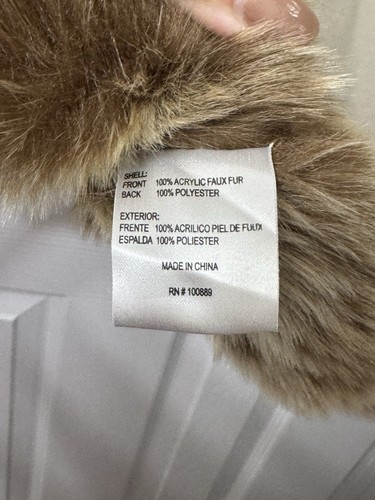 SHELL:
FRONT 100% ACRYLIC FAUX FUR
BACK 100% POLYESTER
EXTERIOR:
FRENTE 100% ACRILICO PIEL DE FUUX
ESPALDA 100% POLIESTER
MADE IN CHINA
RN # 100889